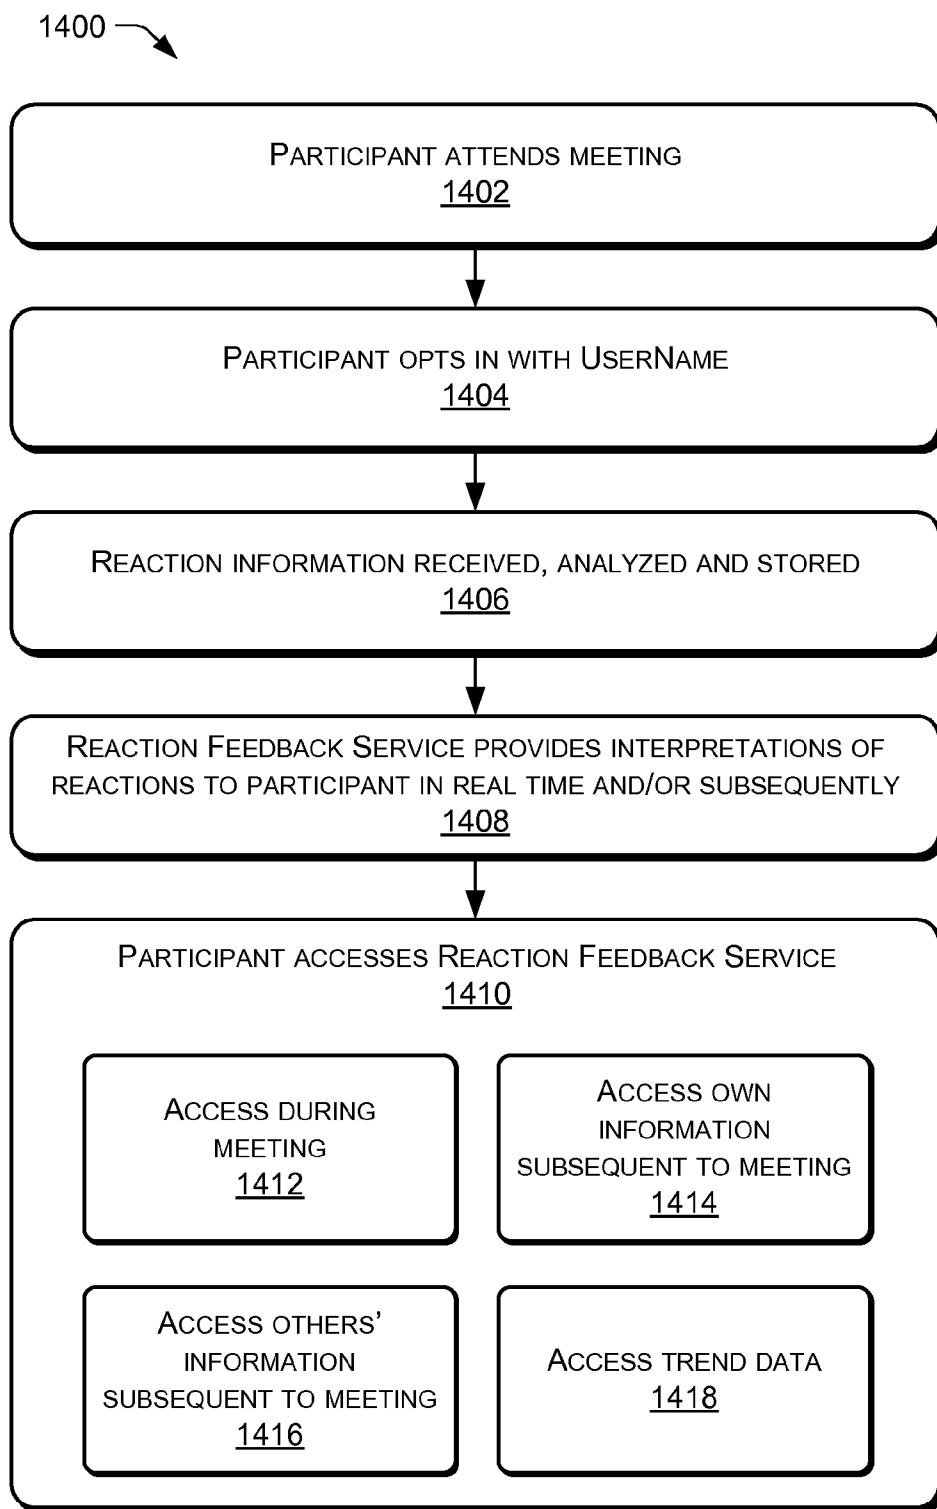 1400
Participant attends meeting
1402
Participant opts in with UserName
1404
Reaction information received, analyzed and stored
1406
Reaction Feedback Service provides interpretations of
reactions to participant in real time and/or subsequently
1408
Participant accesses Reaction Feedback Service
1410
Access during
meeting
1412
Access own
information
subsequent to meeting
1414
Access others’
information
subsequent to meeting
1416
Access trend data
1418